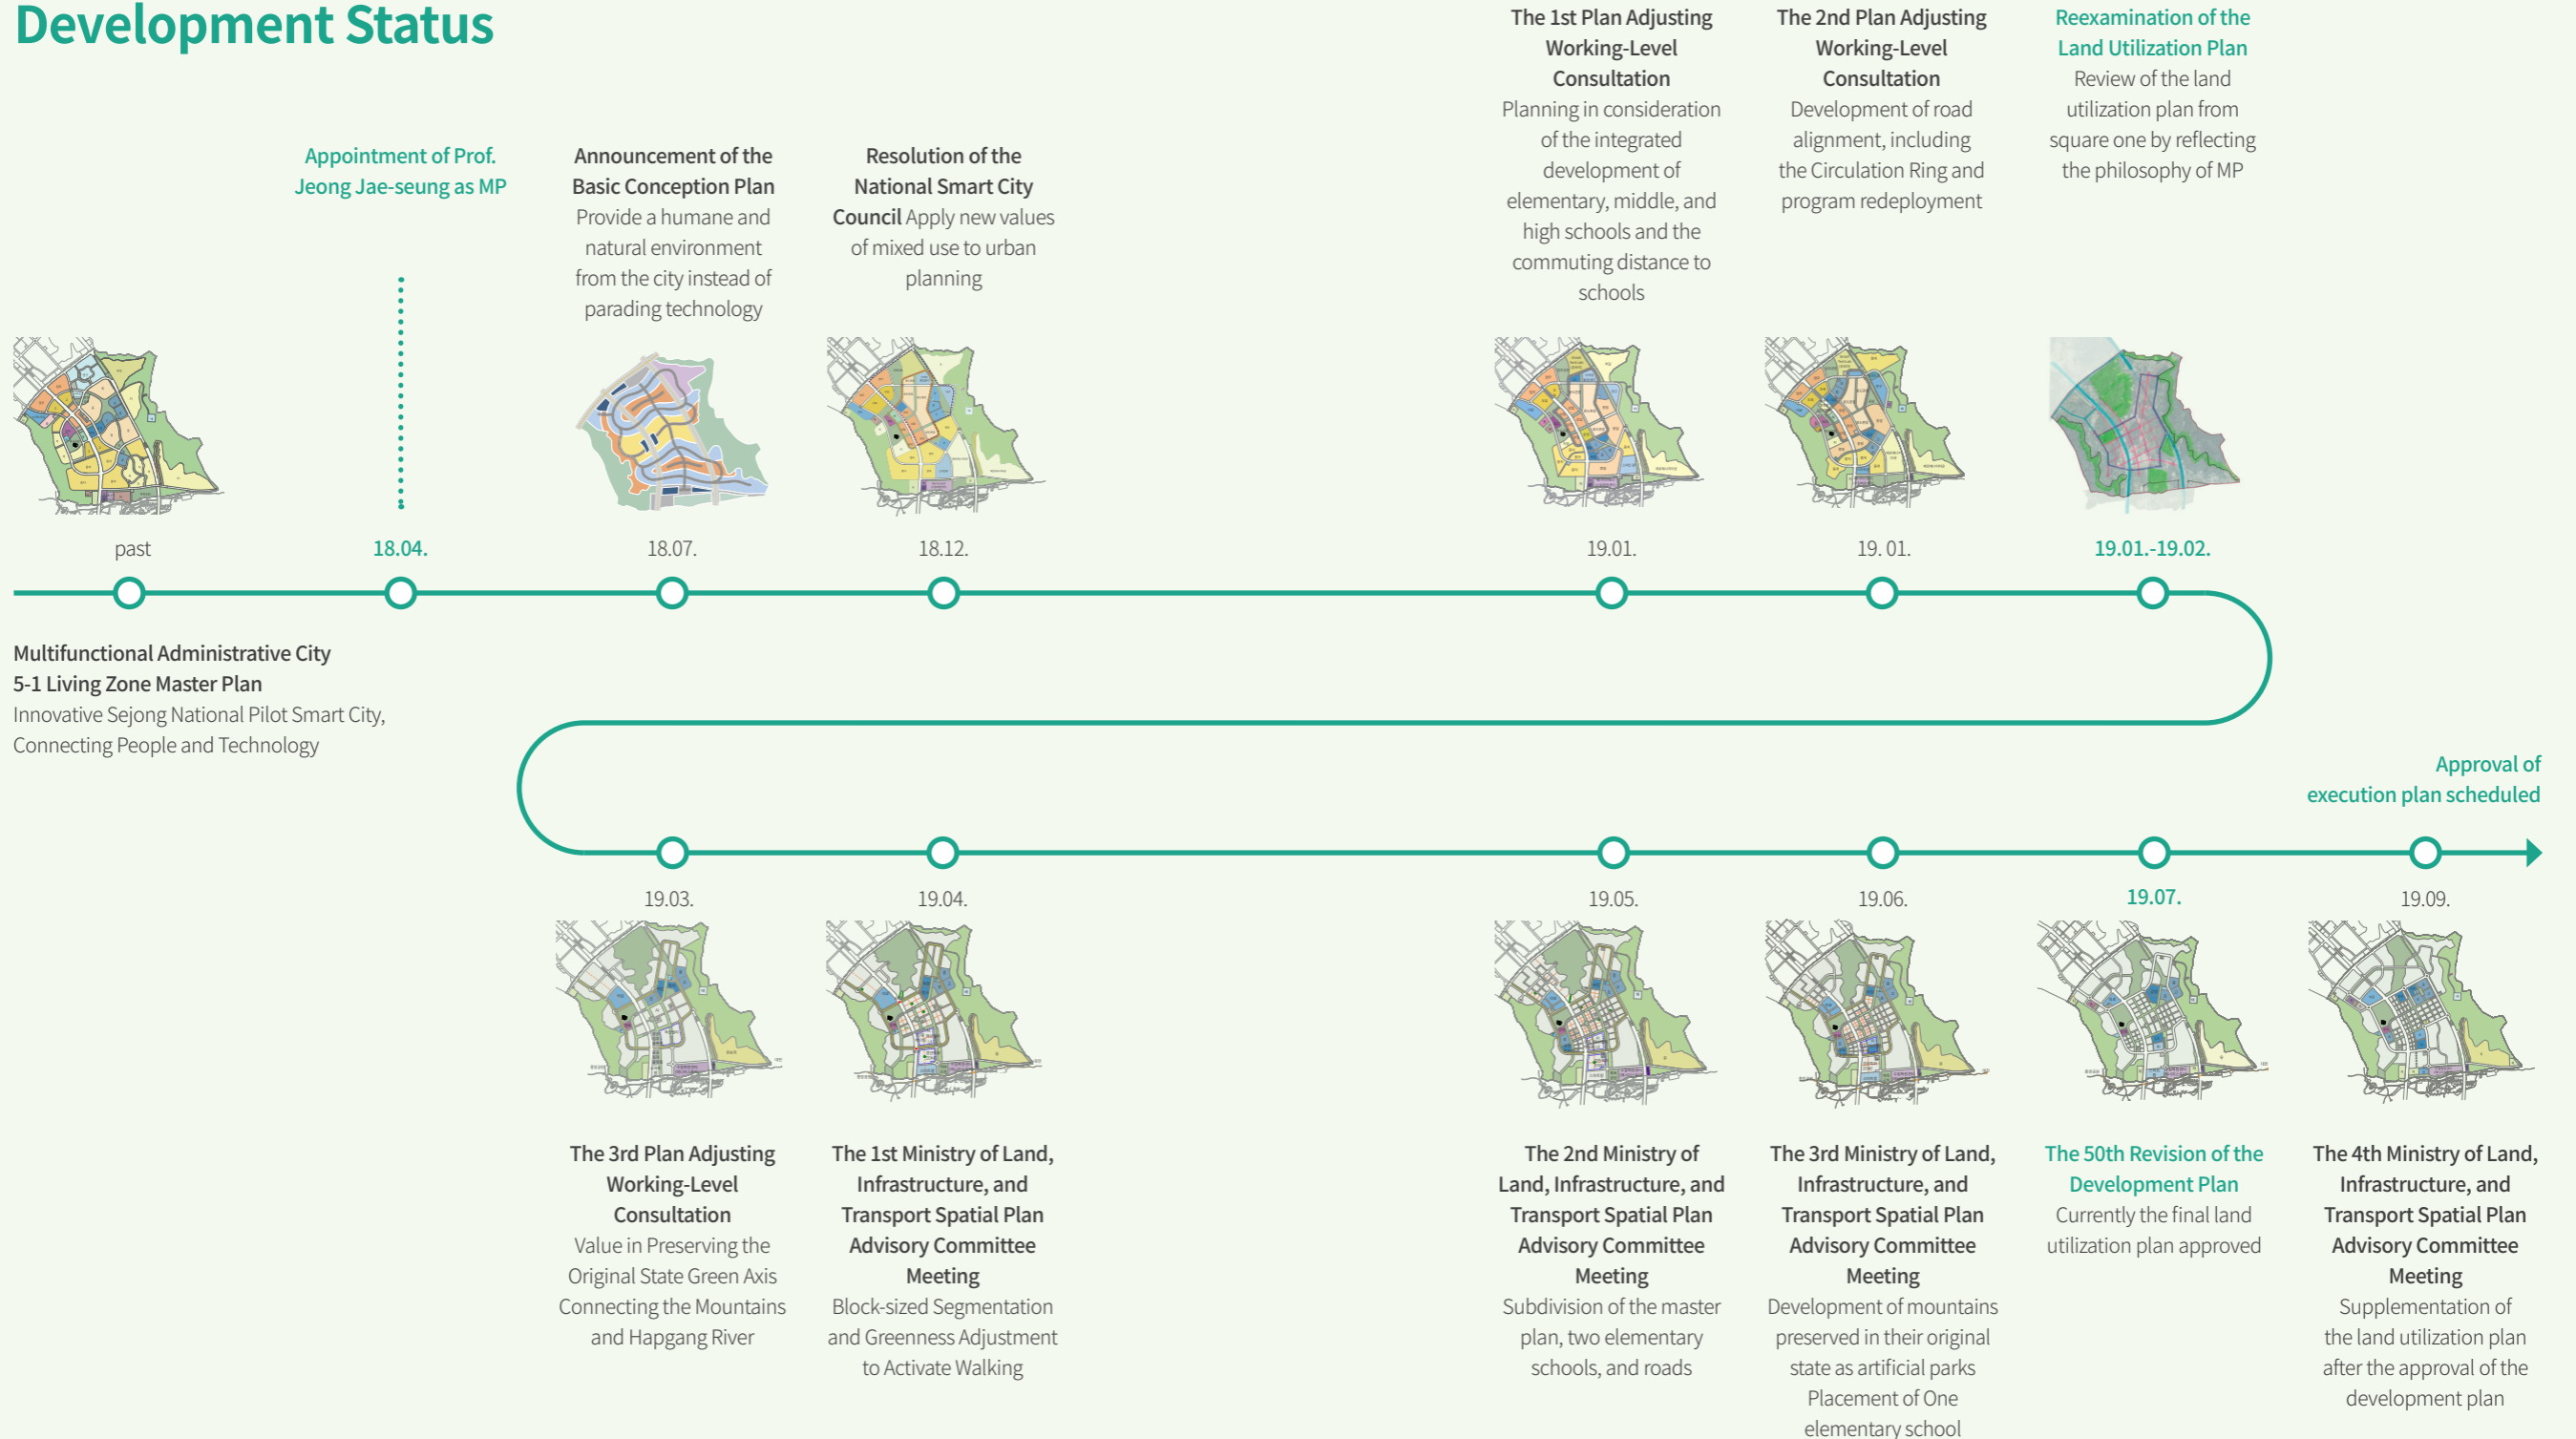 Development Status
Appointment of Prof.
Jeong Jae-seung as MP
Announcement of the
Basic Conception Plan
Provide a humane and
natural environment
from the city instead of
parading technology
Resolution of the
National Smart City
Council Apply new values
of mixed use to urban
planning
The 1st Plan Adjusting
Working-Level
Consultation
Planning in consideration
of the integrated
development of
elementary, middle, and
high schools and the
commuting distance to
schools
The 2nd Plan Adjusting
Working-Level
Consultation
Development of road
alignment, including
the Circulation Ring and
program redeployment
Reexamination of the
Land Utilization Plan
Review of the land
utilization plan from
square one by reflecting
the philosophy of MP
past
18.04.
18.07.
18.12.
19.01.
19. 01.
19.01.-19.02.
Multifunctional Administrative City
5-1 Living Zone Master Plan
Innovative Sejong National Pilot Smart City,
Connecting People and Technology
Approval of
execution plan scheduled
19.03.
19.04.
19.05.
19.06.
19.07.
19.09.
The 3rd Plan Adjusting
Working-Level
Consultation
Value in Preserving the
Original State Green Axis
Connecting the Mountains
and Hapgang River
The 1st Ministry of Land,
Infrastructure, and
Transport Spatial Plan
Advisory Committee
Meeting
Block-sized Segmentation
and Greenness Adjustment
to Activate Walking
The 2nd Ministry of
Land, Infrastructure, and
Transport Spatial Plan
Advisory Committee
Meeting
Subdivision of the master
plan, two elementary
schools, and roads
The 3rd Ministry of Land,
Infrastructure, and
Transport Spatial Plan
Advisory Committee
Meeting
Development of mountains
preserved in their original
state as artificial parks
Placement of One
elementary school
The 50th Revision of the
Development Plan
Currently the final land
utilization plan approved
The 4th Ministry of Land,
Infrastructure, and
Transport Spatial Plan
Advisory Committee
Meeting
Supplementation of
the land utilization plan
after the approval of the
development plan